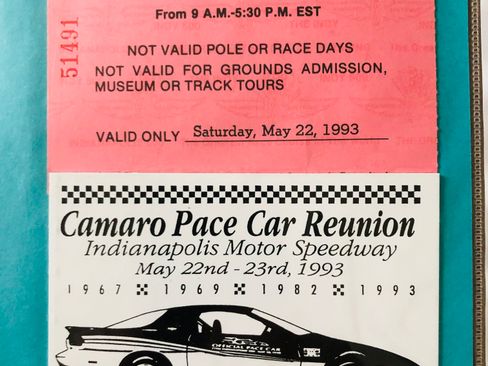 From 9 A.M.-5:30 P.M. EST
51491
NOT VALID POLE OR RACE DAYS
NOT VALID FOR GROUNDS ADMISSION,
MUSEUM OR TRACK TOURS
VALID ONLY Saturday, May 22, 1993
Camaro Pace Car Reunion
Indianapolis Motor Speedway
May 22nd - 23rd, 1993
1967 1969 1982 1993
OFFICIAL PACE CAR